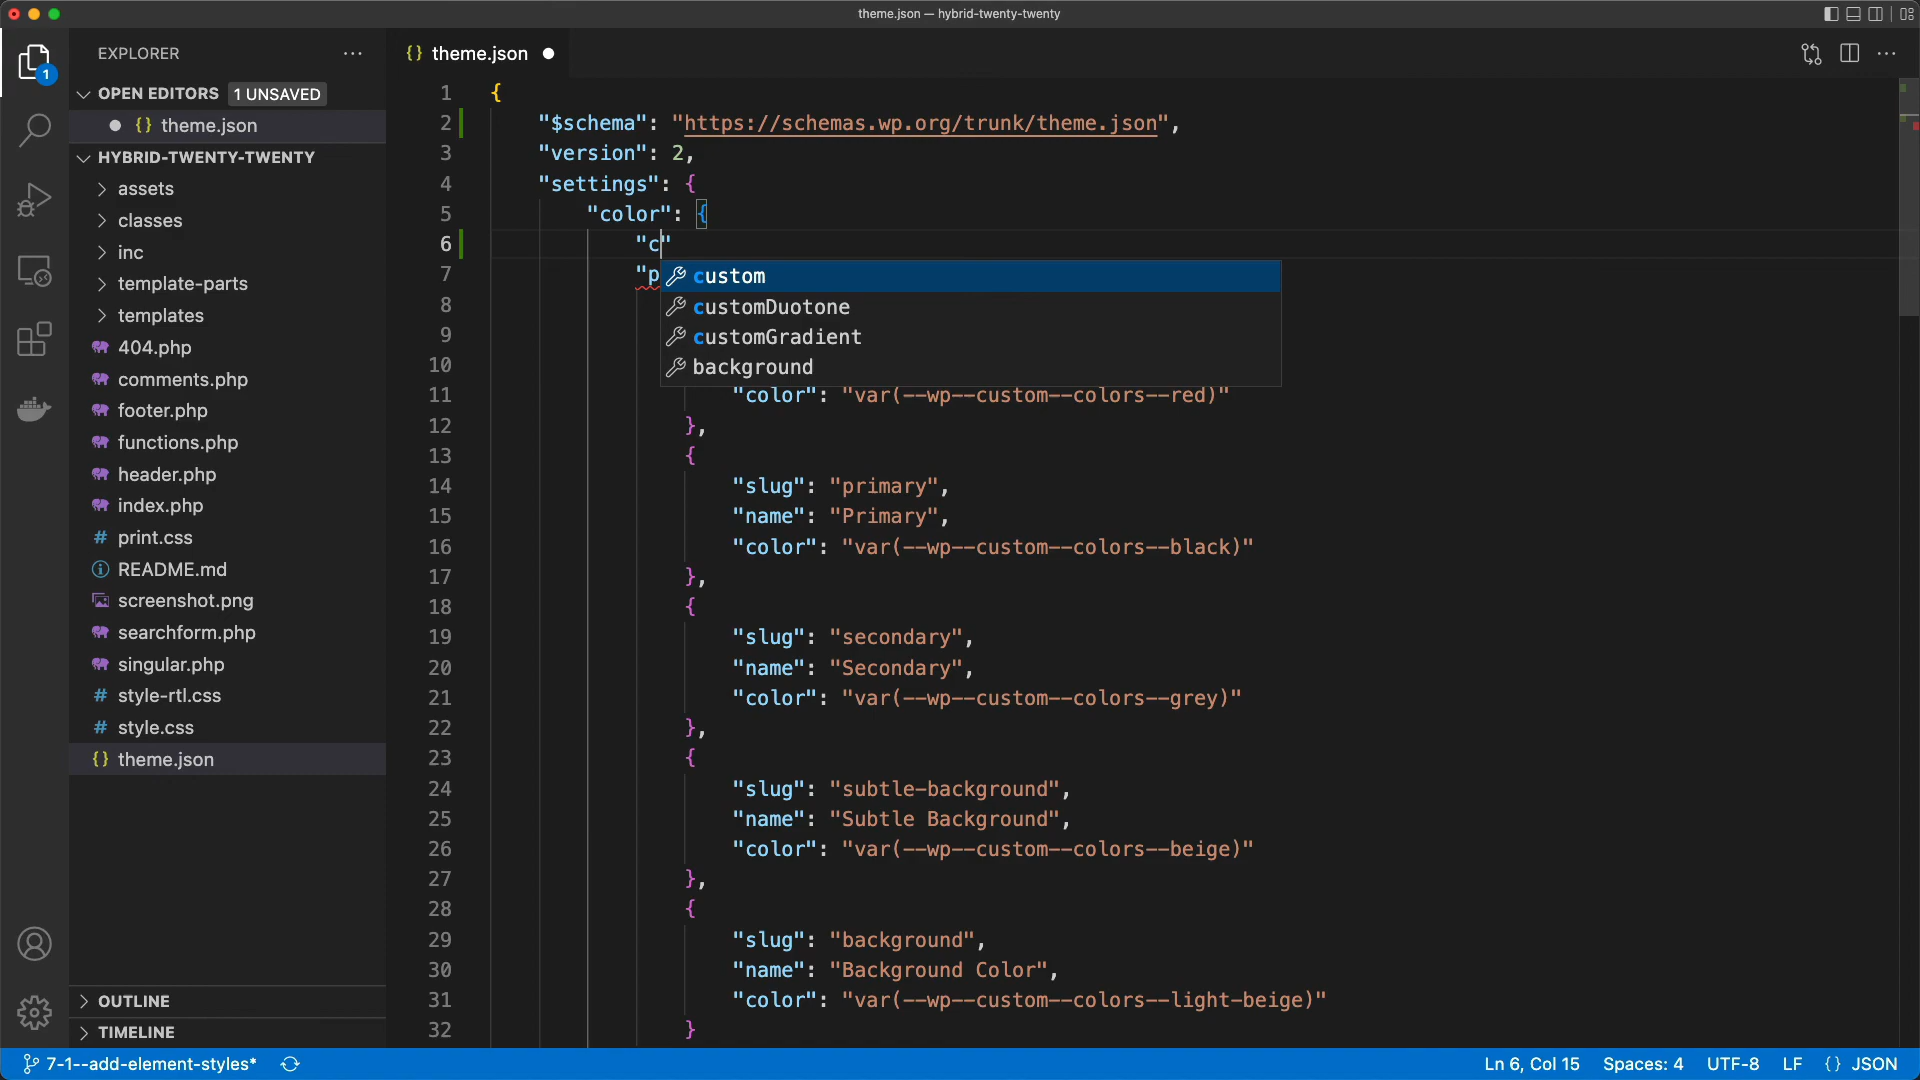 theme.json — hybrid-twenty-twenty
EXPLORER
OPEN EDITORS 1 UNSAVED
{} theme.json
HYBRID-TWENTY-TWENTY
assets
classes
inc
template-parts
templates
404.php
comments.php
footer.php
functions.php
header.php
index.php
# print.css
README.md
screenshot.png
searchform.php
singular.php
# style-rtl.css
# style.css
{} theme.json
OUTLINE
TIMELINE
1
{} theme.json
1 {
2 "$schema": "https://schemas.wp.org/trunk/theme.json",
3 "version": 2,
4 "settings": {
5 "color": {
6 "c"
7 "p
custom
customDuotone
customGradient
background
8
9
10
11 "color": "var(--wp--custom--colors--red)"
12 },
13 {
14 "slug": "primary",
15 "name": "Primary",
16 "color": "var(--wp--custom--colors--black)"
17 },
18 {
19 "slug": "secondary",
20 "name": "Secondary",
21 "color": "var(--wp--custom--colors--grey)"
22 },
23 {
24 "slug": "subtle-background",
25 "name": "Subtle Background",
26 "color": "var(--wp--custom--colors--beige)"
27 },
28 {
29 "slug": "background",
30 "name": "Background Color",
31 "color": "var(--wp--custom--colors--light-beige)"
32 }
7-1--add-element-styles*
Ln 6, Col 15 Spaces: 4 UTF-8 LF {} JSON